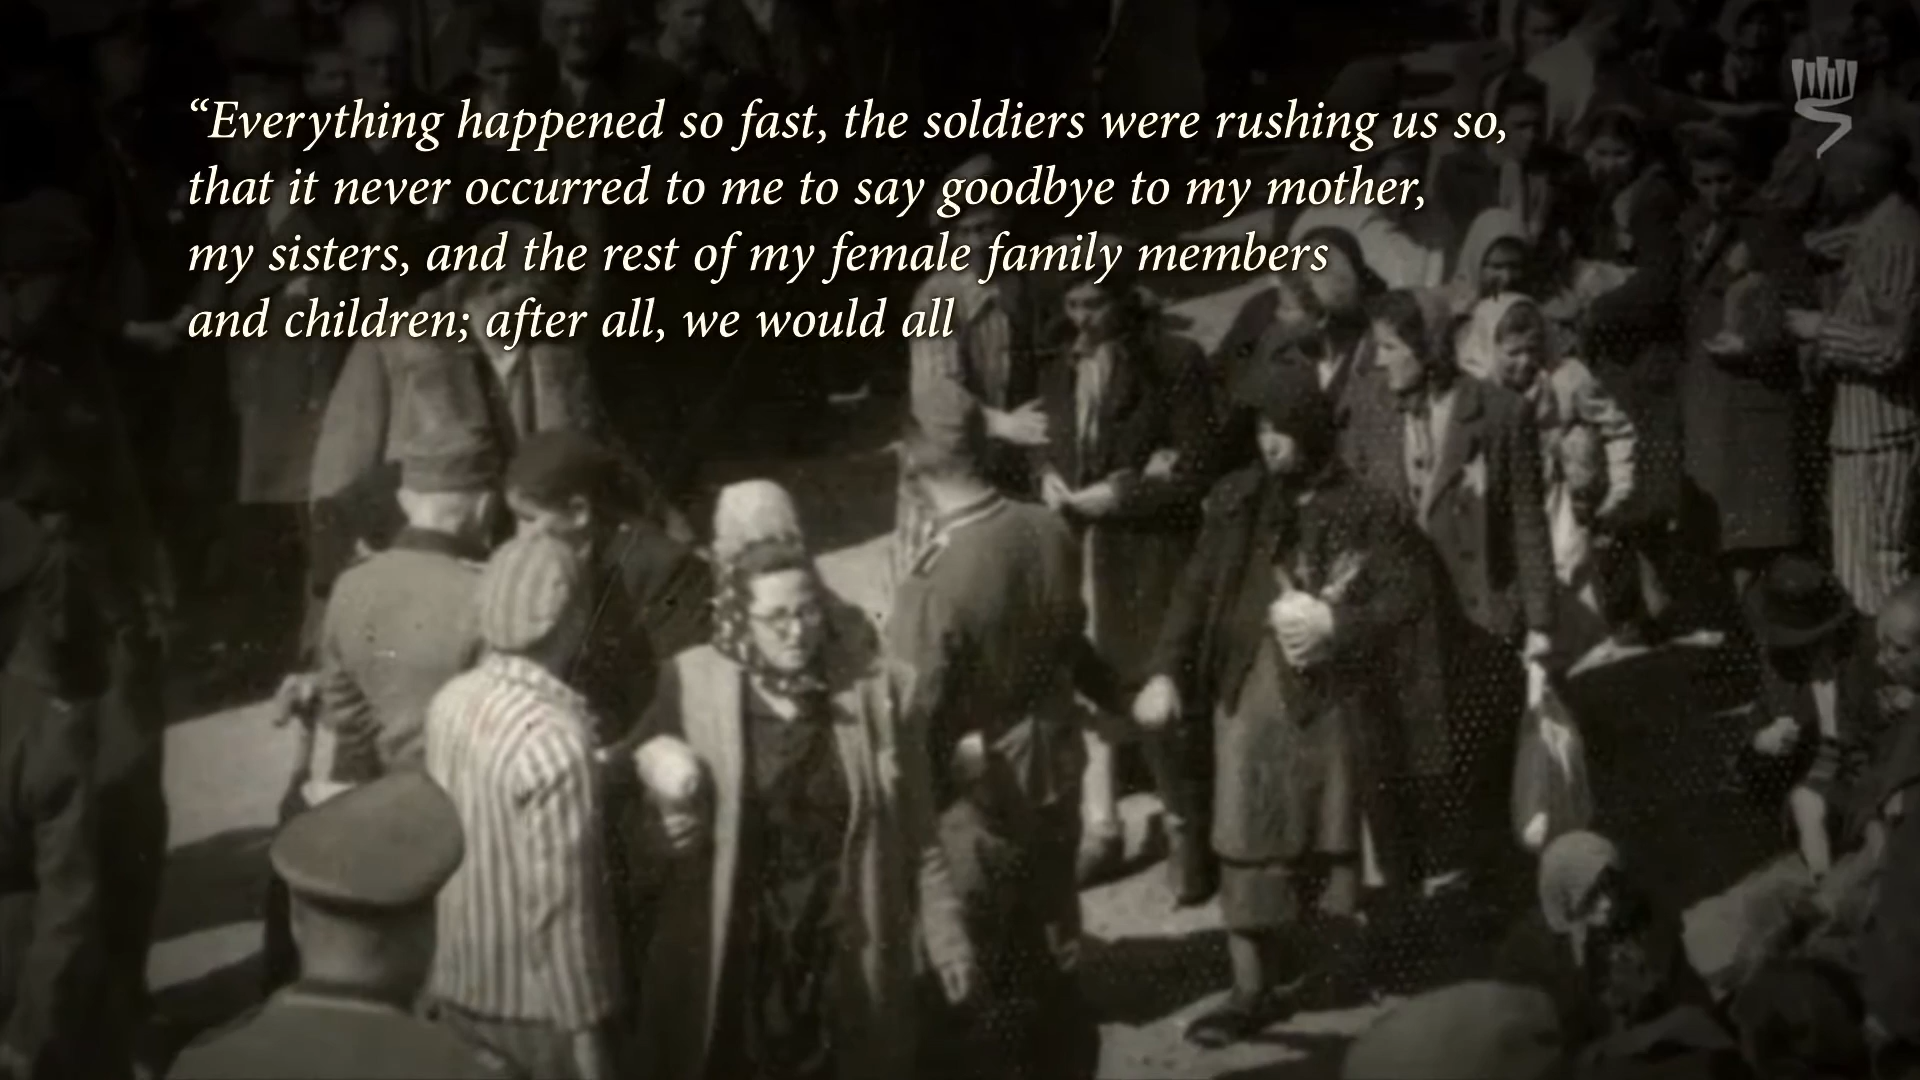 “Everything happened so fast, the soldiers were rushing us so,
that it never occurred to me to say goodbye to my mother,
my sisters, and the rest of my female family members
and children; after all, we would all